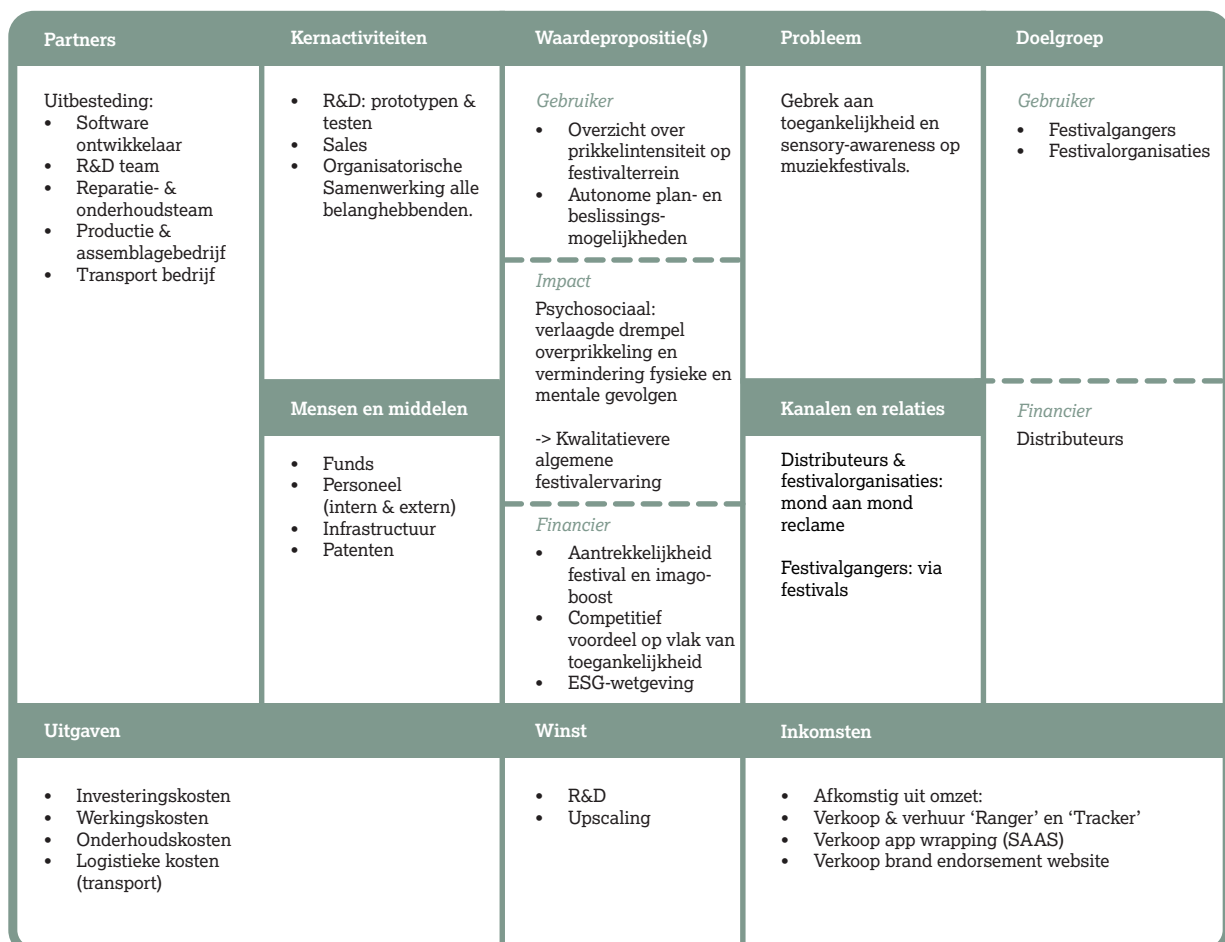 Partners
Uitbesteding:
• Software
ontwikkelaar
• R&D team
• Reparatie- &
onderhoudsteam
• Productie &
assemblagebedrijf
• Transport bedrijf
Kernactiviteiten
• R&D: prototypen &
testen
• Sales
• Organisatorische
Samenwerking alle
belanghebbenden.
Mensen en middelen
• Funds
• Personeel
(intern & extern)
• Infrastructuur
• Patenten
Waardepropositie(s)
Gebruiker
• Overzicht over
prikkelintensiteit op
festivalterrein
• Autonome plan- en
beslissings-
mogelijkheden
Impact
Psychosociaal:
verlaagde drempel
overprikkeling en
vermindering fysieke en
mentale gevolgen
-> Kwalitatievere
algemene
festivalervaring
Financier
• Aantrekkelijkheid
festival en imago-
boost
• Competitief
voordeel op vlak van
toegankelijkheid
• ESG-wetgeving
Probleem
Gebrek aan
toegankelijkheid en
sensory-awareness op
muziekfestivals.
Kanalen en relaties
Distributeurs &
festivalorganisaties:
mond aan mond
reclame
Festivalgangers: via
festivals
Doelgroep
Gebruiker
• Festivalgangers
• Festivalorganisaties
Financier
Distributeurs
Uitgaven
• Investeringskosten
• Werkingskosten
• Onderhoudskosten
• Logistieke kosten
(transport)
Winst
• R&D
• Upscaling
Inkomsten
• Afkomstig uit omzet:
• Verkoop & verhuur ‘Ranger’ en ‘Tracker’
• Verkoop app wrapping (SAAS)
• Verkoop brand endorsement website